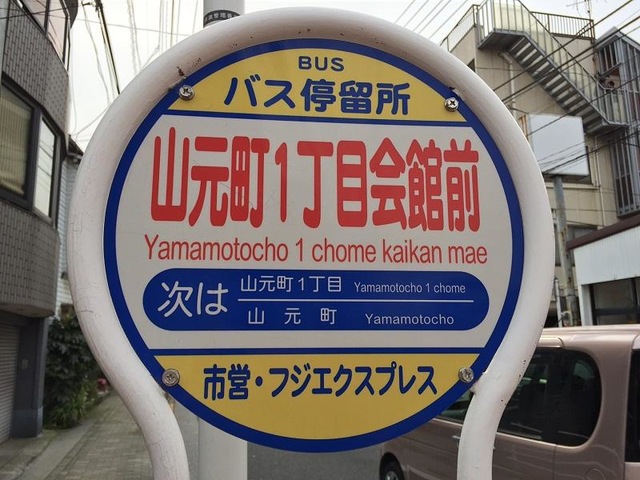 BUS
バス停留所
山元町1丁目会館前
Yamamotocho 1 chome kaikan mae
次は
山元町1丁目 Yamamotocho 1 chome
山元町 Yamamotocho
市営・フジエクスプレス